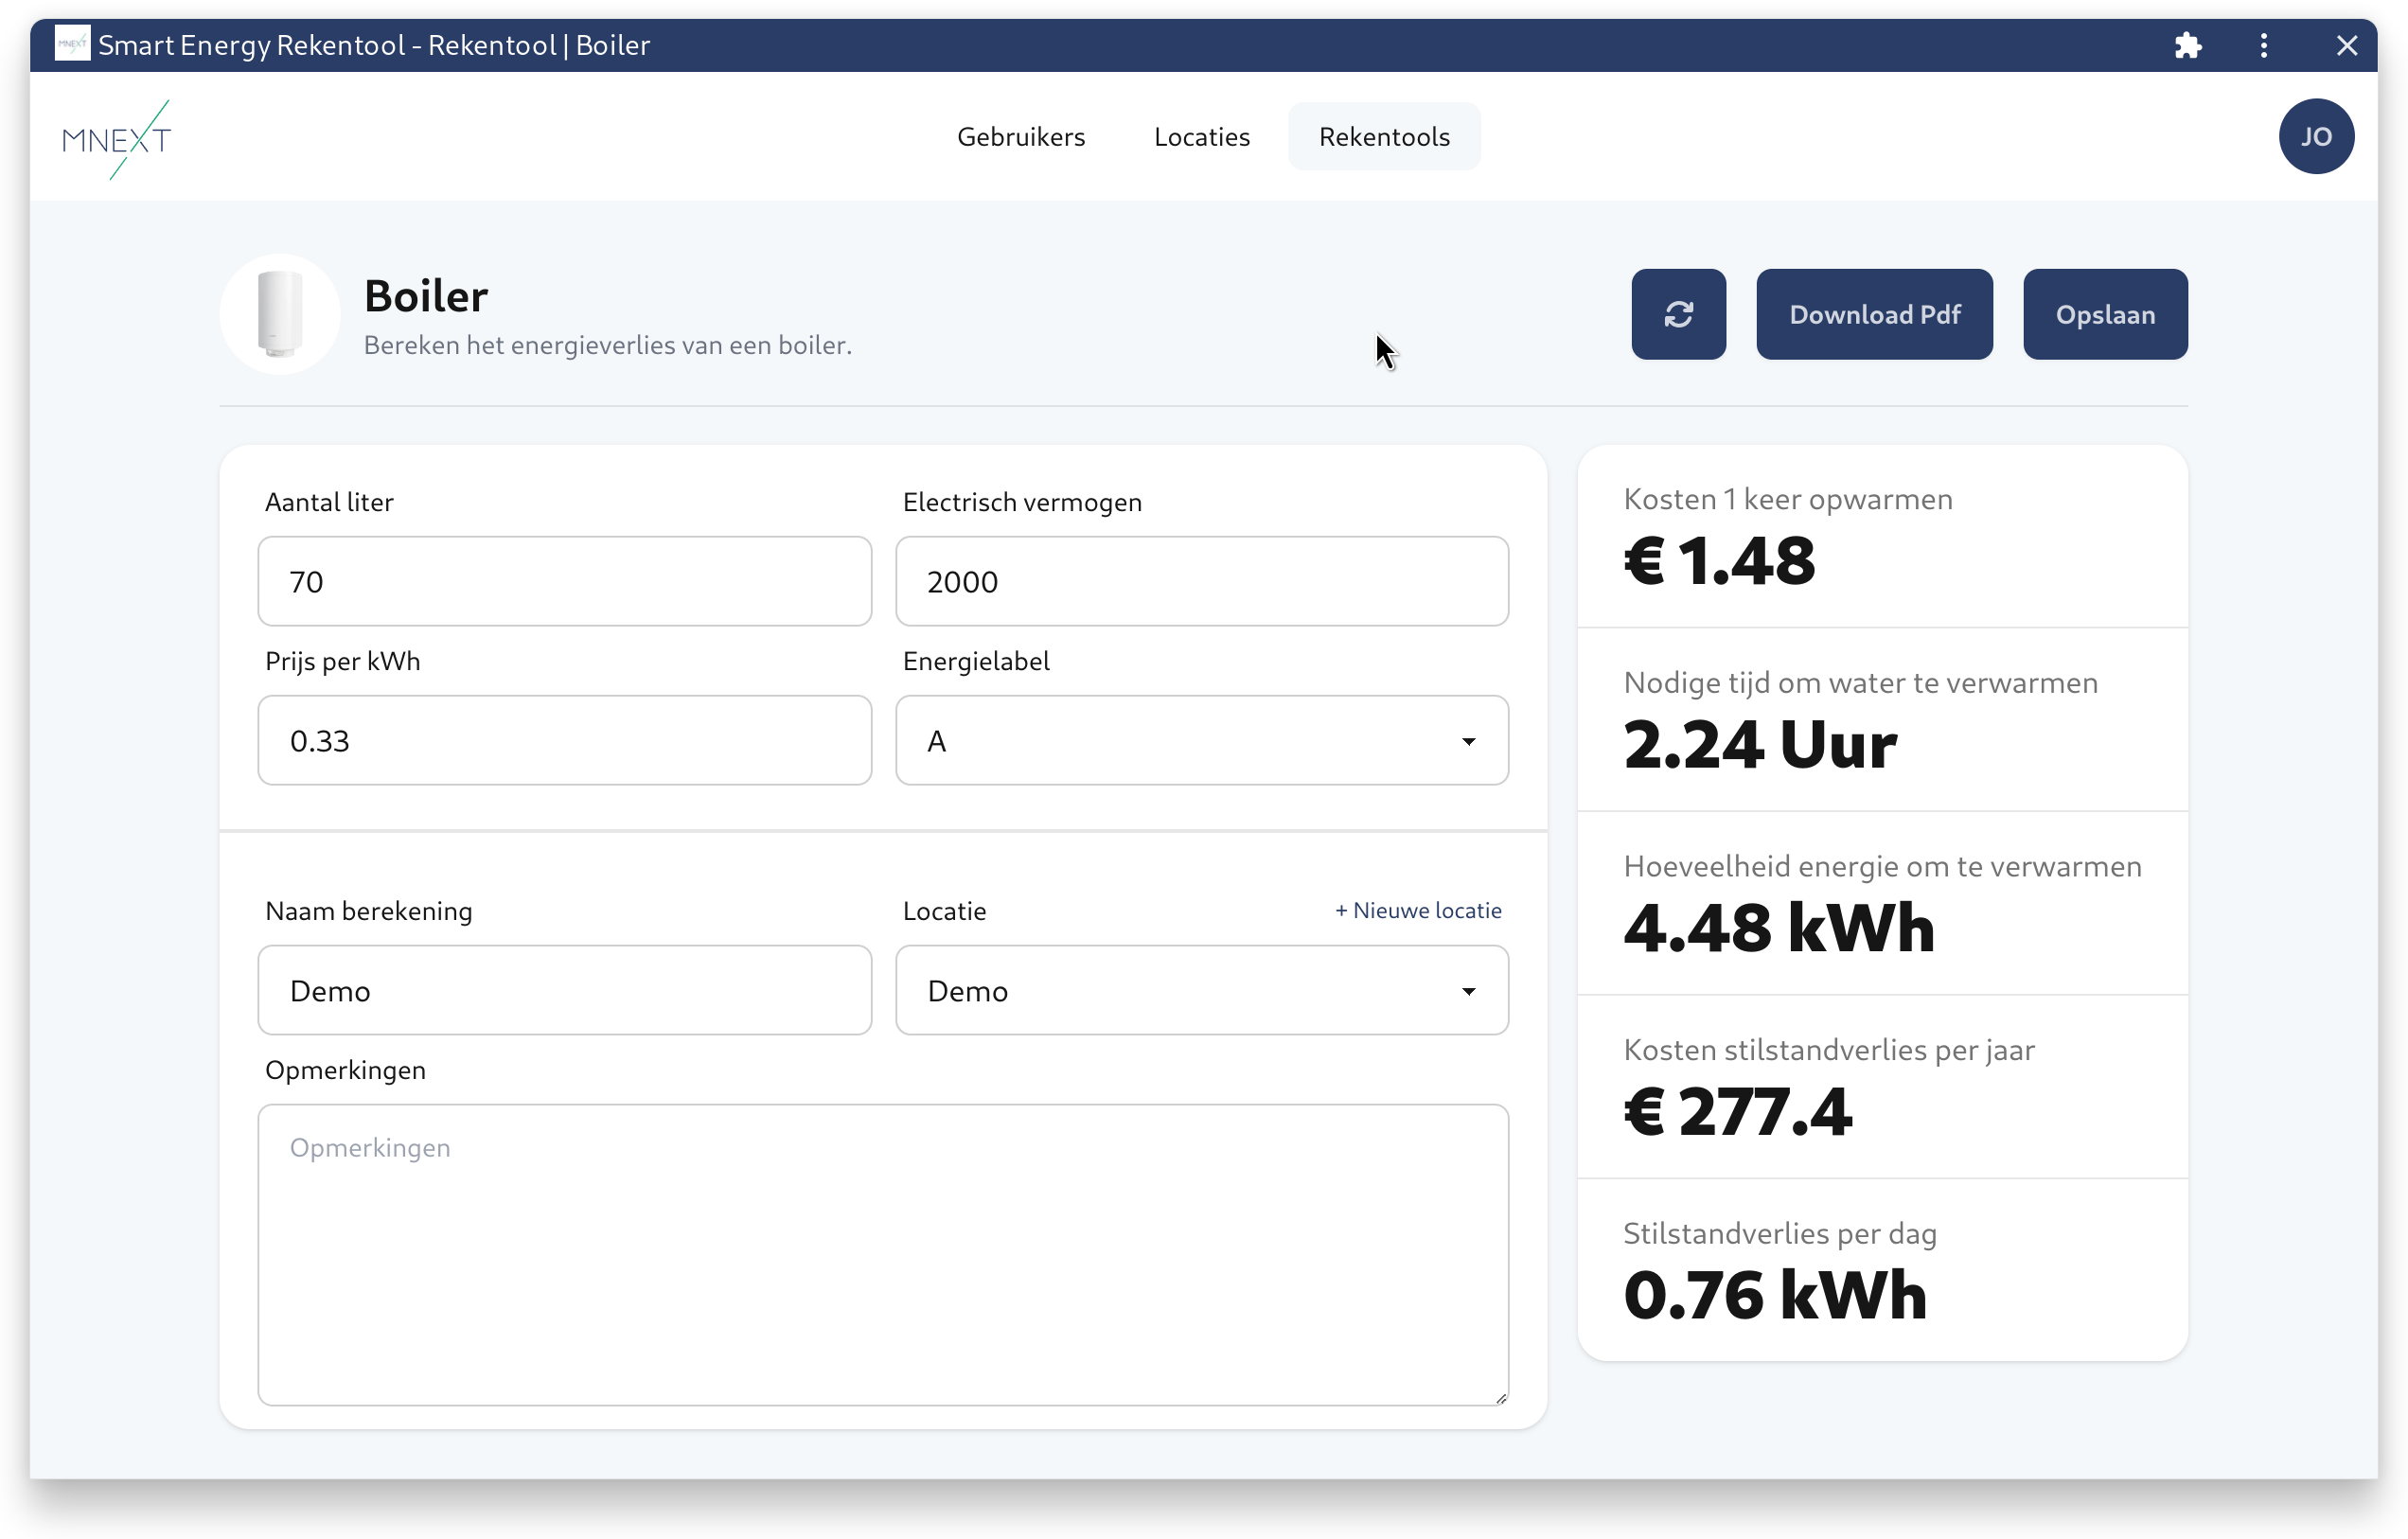 MNEXT Smart Energy Rekentool - Rekentool | Boiler
MNEXT
Gebruikers Locaties Rekentools
JO
Boiler
Bereken het energieverlies van een boiler.
Download Pdf
Opslaan
Aantal liter
70
Electrisch vermogen
2000
Prijs per kWh
0.33
Energielabel
A
Naam berekening
Demo
Locatie
+ Nieuwe locatie
Demo
Opmerkingen
Opmerkingen
Kosten 1 keer opwarmen
€ 1.48
Nodige tijd om water te verwarmen
2.24 Uur
Hoeveelheid energie om te verwarmen
4.48 kWh
Kosten stilstandverlies per jaar
€ 277.4
Stilstandverlies per dag
0.76 kWh